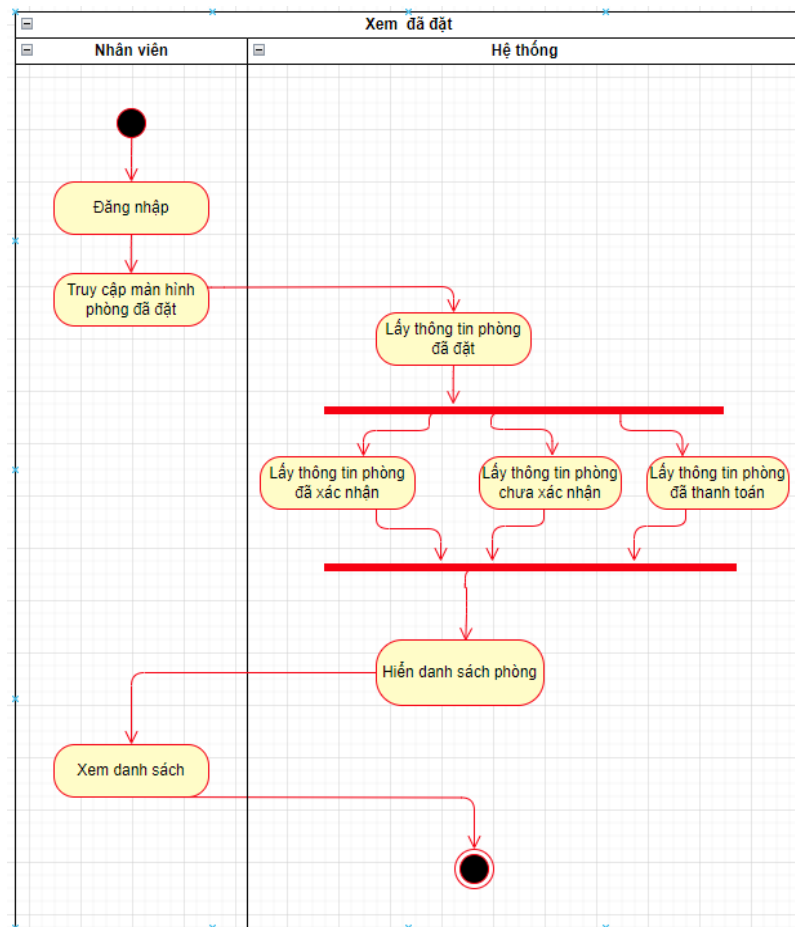 Xem đã đặt
Nhân viên
Hệ thống
Đăng nhập
Truy cập màn hình
phòng đã đặt
Lấy thông tin phòng
đã đặt
Lấy thông tin phòng
đã xác nhận
Lấy thông tin phòng
chưa xác nhận
Lấy thông tin phòng
đã thanh toán
Hiển danh sách phòng
Xem danh sách